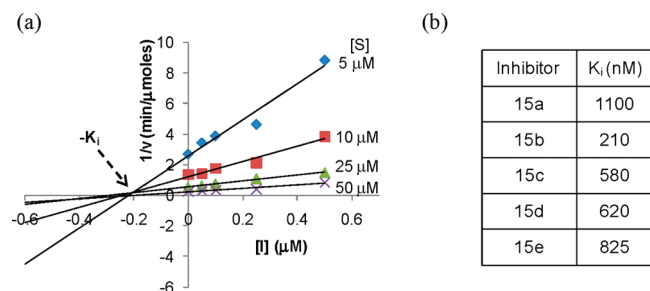 (a)
[S]
5 μM
10 μM
25 μM
50 μM
1/v (min/μmoles)
10
8
6
4
2
0
-2
-4
-6
-0.6
-0.4
-0.2
0
0.2
0.4
0.6
-Ki
[I] (μM)
(b)
Inhibitor Ki (nM)
15a 1100
15b 210
15c 580
15d 620
15e 825